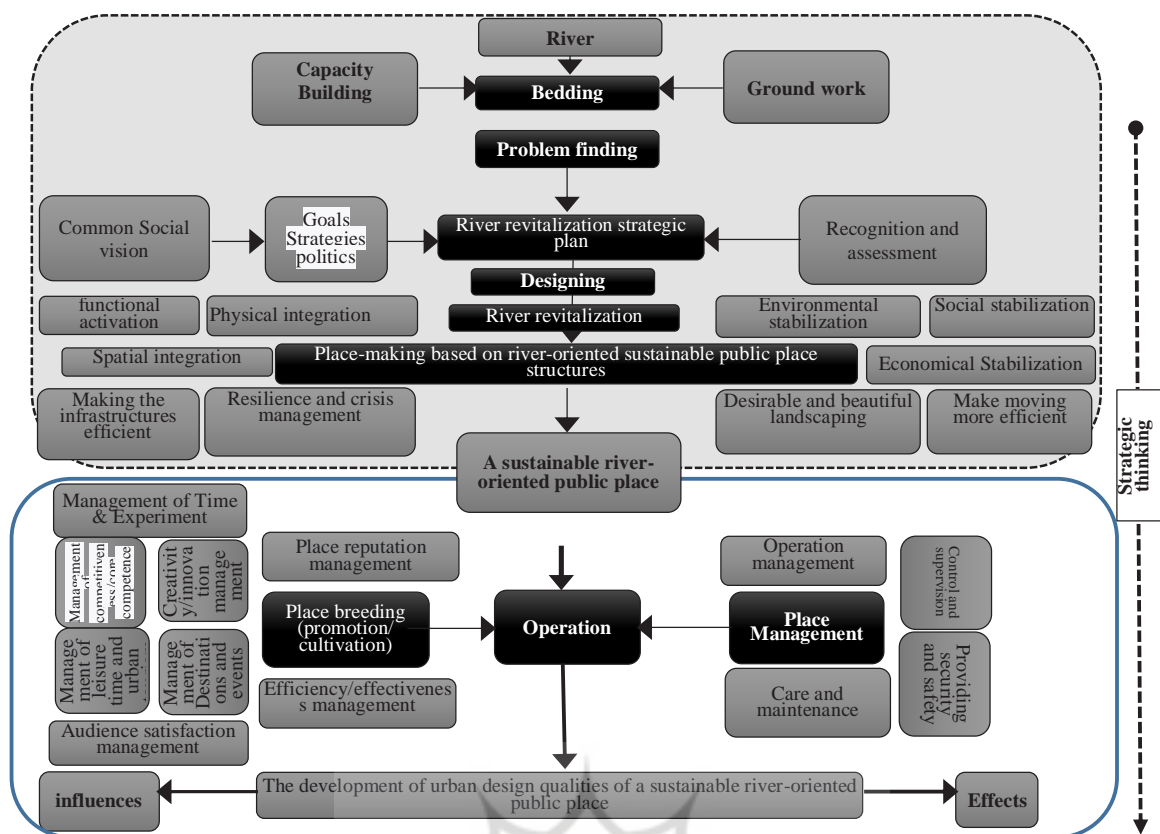 River
Capacity
Building
Bedding
Ground work
Problem finding
Common Social
vision
Goals
Strategies
politics
River revitalization strategic
plan
Recognition and
assessment
Designing
functional
activation
Physical integration
River revitalization
Environmental
stabilization
Social stabilization
Spatial integration
Place-making based on river-oriented sustainable public place
structures
Economical Stabilization
Making the
infrastructures
efficient
Resilience and crisis
management
Desirable and beautiful
landscaping
Make moving
more efficient
A sustainable river-
oriented public place
Strategic
thinking
Management of Time
& Experiment
Management
of
competitiven
ess/com
competence
Creativit
y/innova
tion
manage
ment
Place reputation
management
Operation
management
Control and
supervision
Place breeding
(promotion/
cultivation)
Operation
Place
Management
Manage
ment of
leisure
time and
urban
Manage
ment of
Destinati
ons and
events
Efficiency/effectivenes
s management
Care and
maintenance
Providing
security
and safety
Audience satisfaction
management
influences
The development of urban design qualities of a sustainable river-oriented
public place
Effects